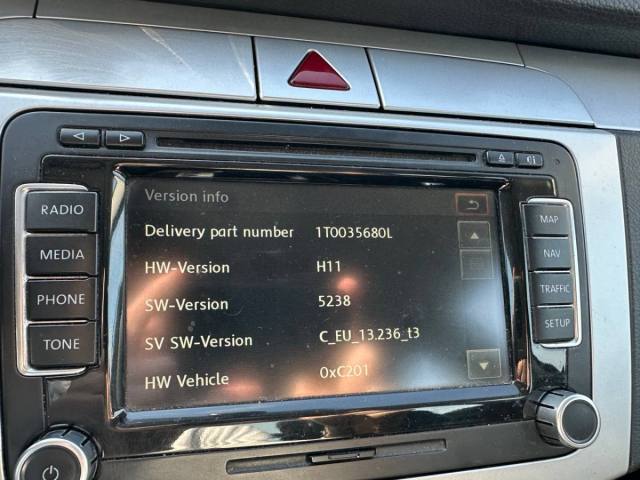 Version info
Delivery part number 1T0035680L
HW-Version H11
SW-Version 5238
SV SW-Version C_EU_13.236_t3
HW Vehicle 0xC201
RADIO
MEDIA
PHONE
TONE
MAP
NAV
TRAFFIC
SETUP